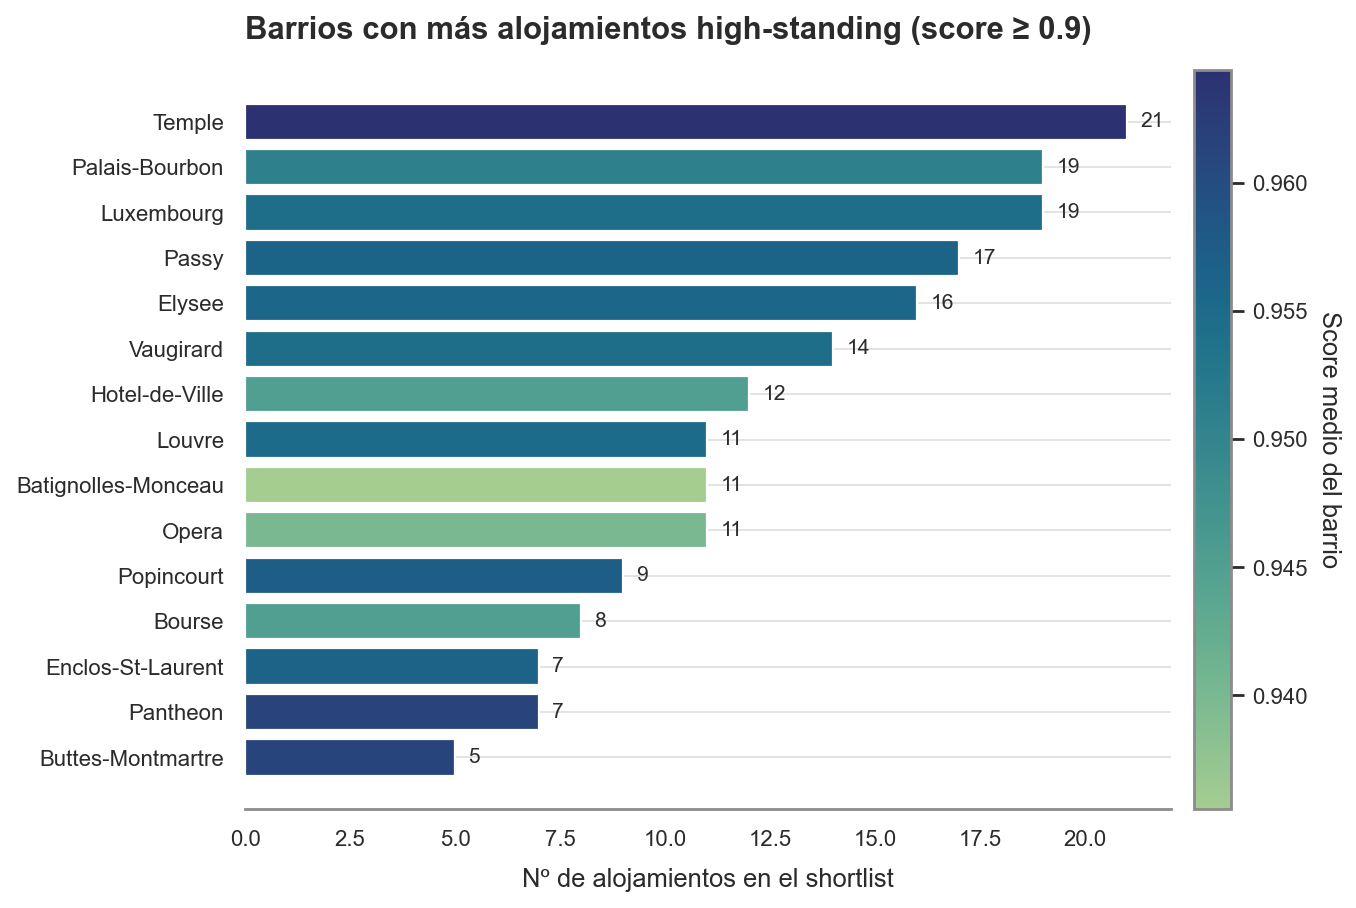 Barrios con más alojamientos high-standing (score ≥ 0.9)
Temple 21
Palais-Bourbon 19
Luxembourg 19
Passy 17
Elysee 16
Vaugirard 14
Hotel-de-Ville 12
Louvre 11
Batignolles-Monceau 11
Opera 11
Popincourt 9
Bourse 8
Enclos-St-Laurent 7
Pantheon 7
Buttes-Montmartre 5
0.0 2.5 5.0 7.5 10.0 12.5 15.0 17.5 20.0
Nº de alojamientos en el shortlist
0.960
0.955
0.950
0.945
0.940
Score medio del barrio